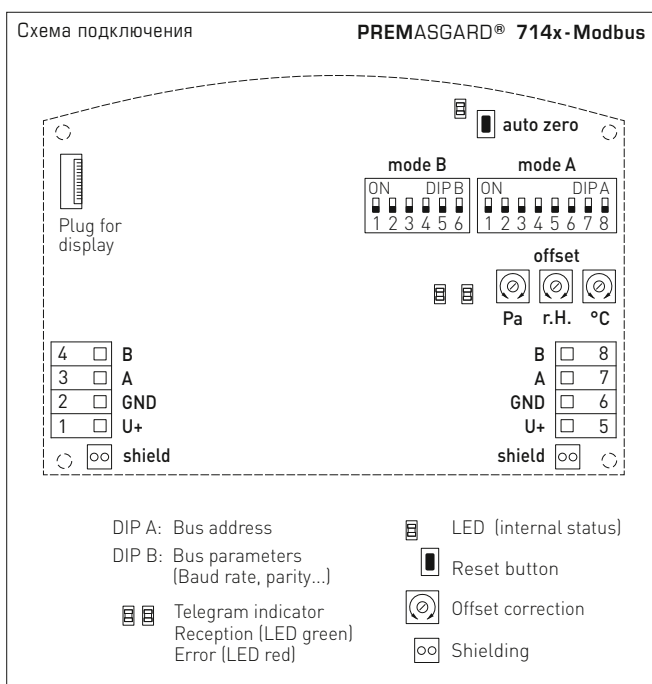 Схема подключения
PREMASGARD® 714x-Modbus
auto zero
mode B
mode A
ON DIP B
1 2 3 4 5 6
ON DIP A
1 2 3 4 5 6 7 8
Plug for
display
offset
Pa r.H. °C
4 B
3 A
2 GND
1 U+
shield
B 8
A 7
GND 6
U+ 5
shield
DIP A: Bus address
DIP B: Bus parameters
(Baud rate, parity...)
Telegram indicator
Reception (LED green)
Error (LED red)
LED (internal status)
Reset button
Offset correction
Shielding